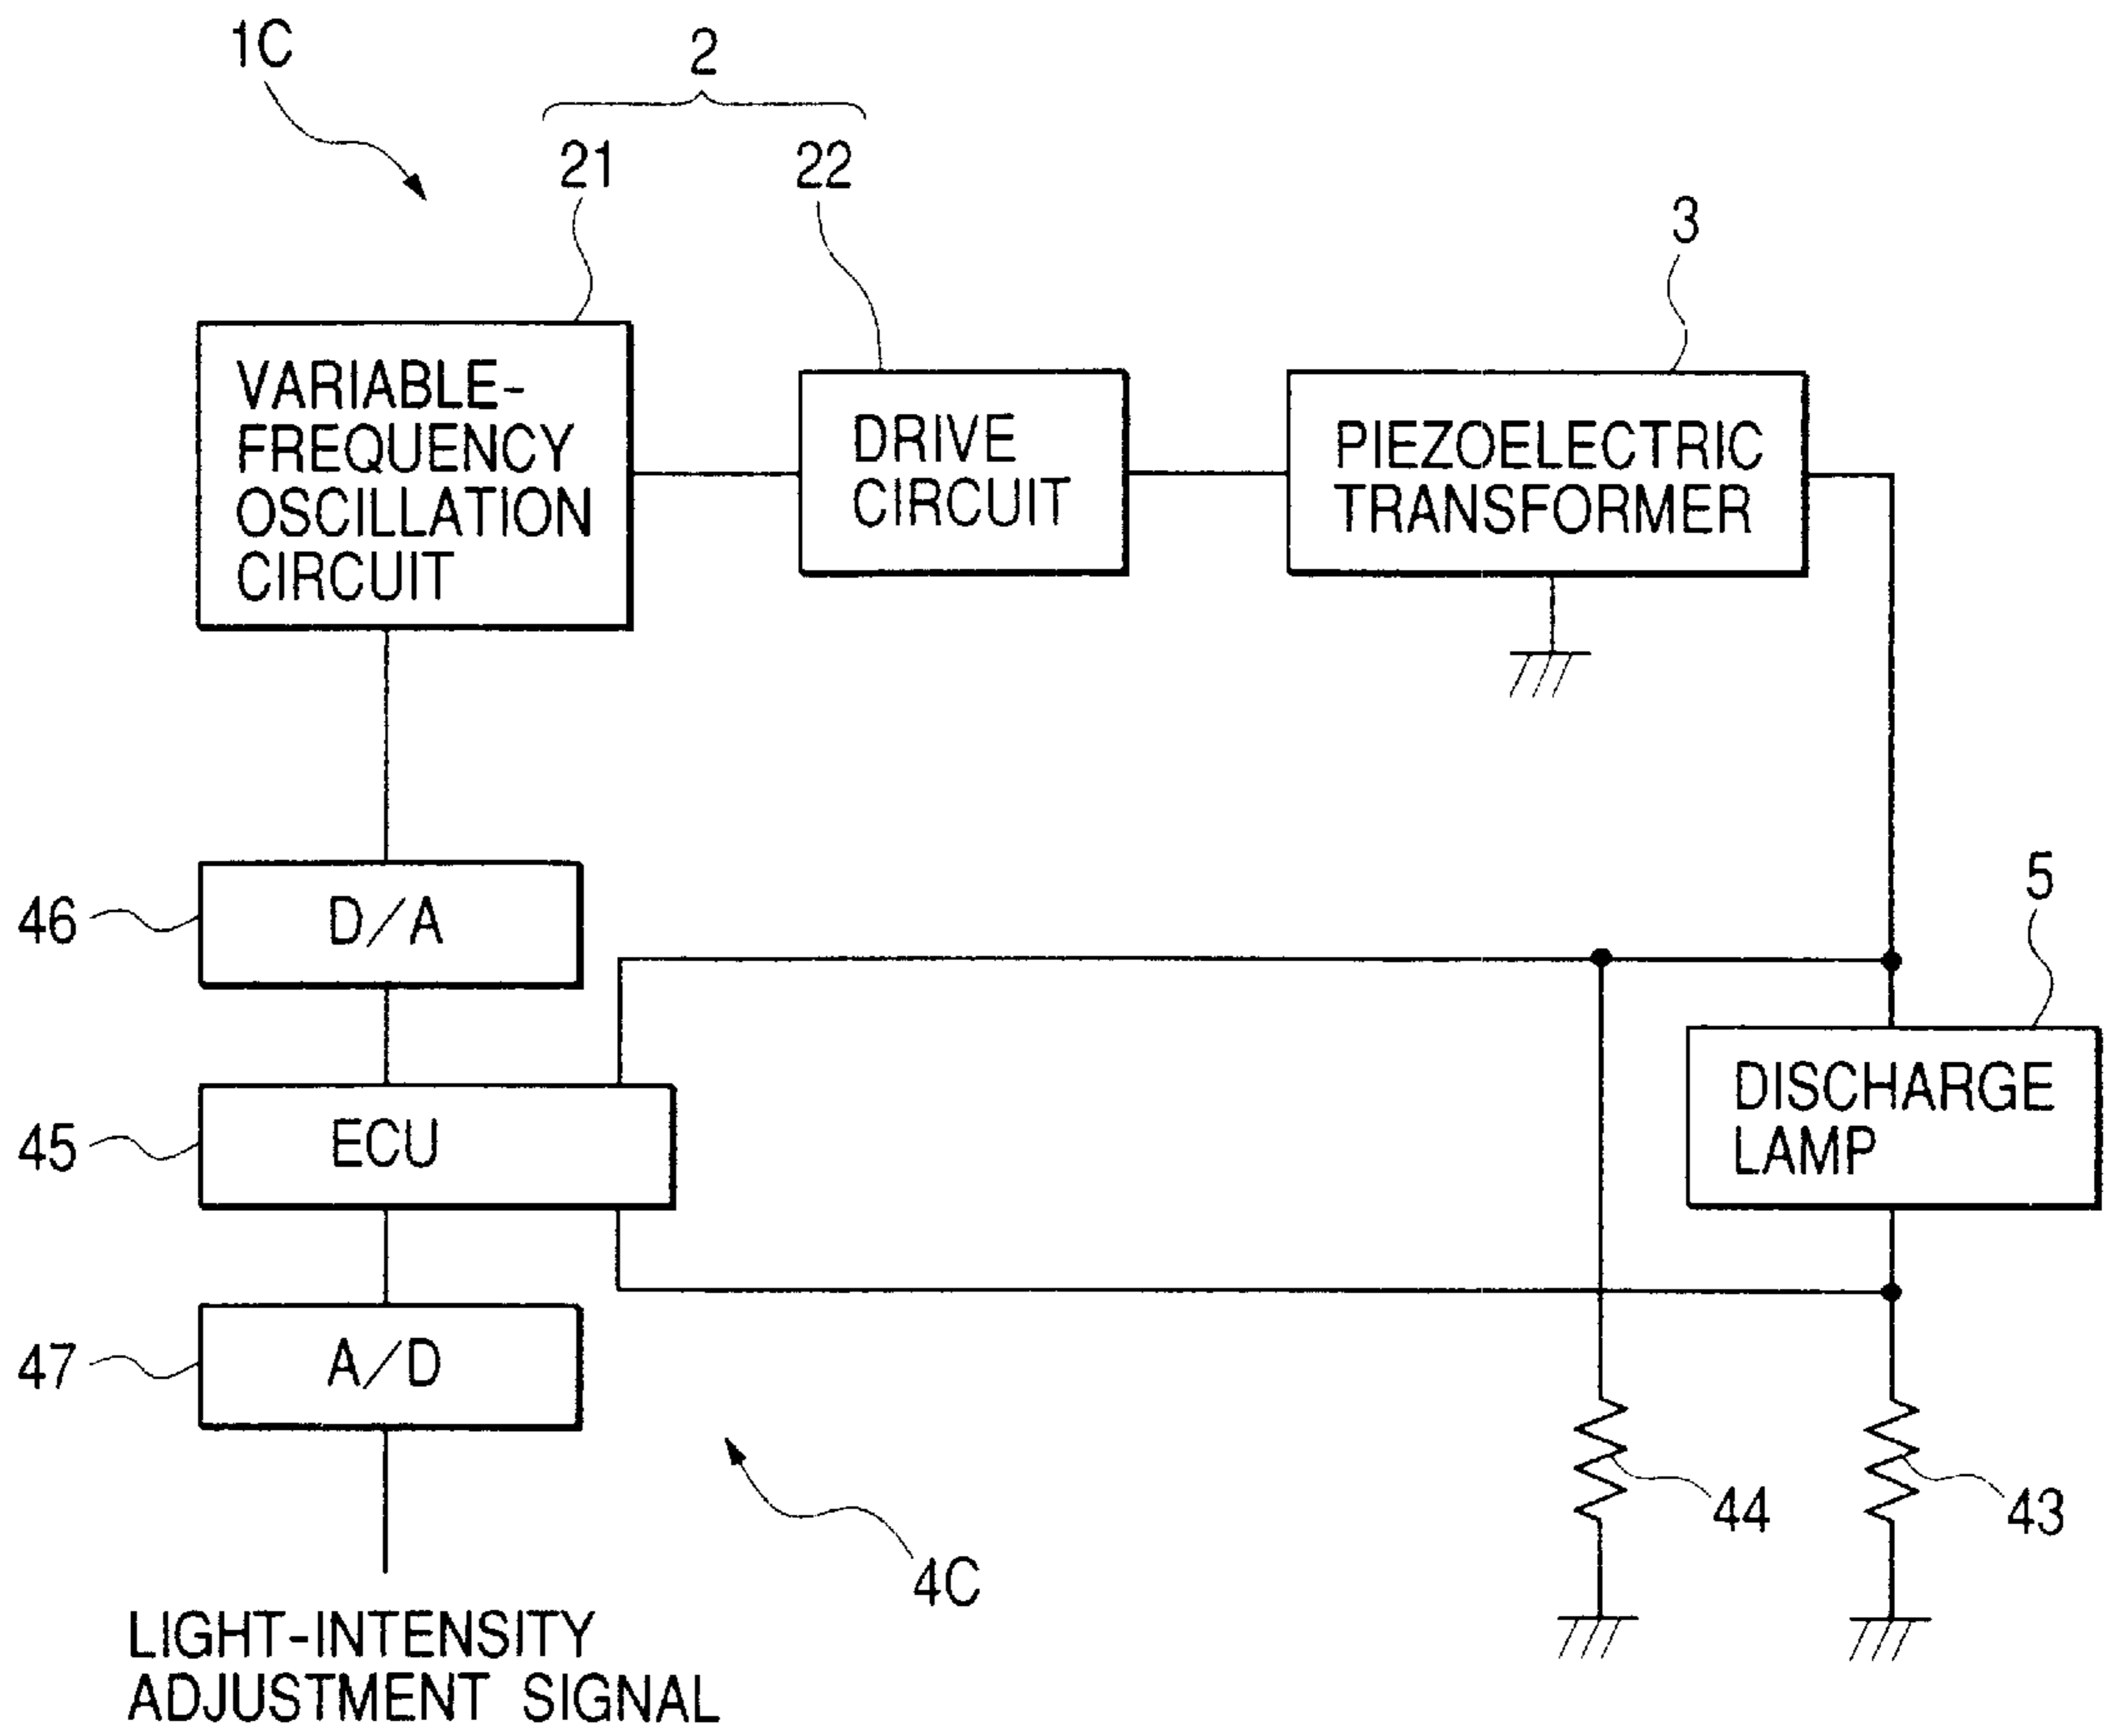 1C
2
21
22
3
VARIABLE-
FREQUENCY
OSCILLATION
CIRCUIT
DRIVE
CIRCUIT
PIEZOELECTRIC
TRANSFORMER
46
D/A
5
45
ECU
DISCHARGE
LAMP
47
A/D
44
43
4C
LIGHT-INTENSITY
ADJUSTMENT SIGNAL